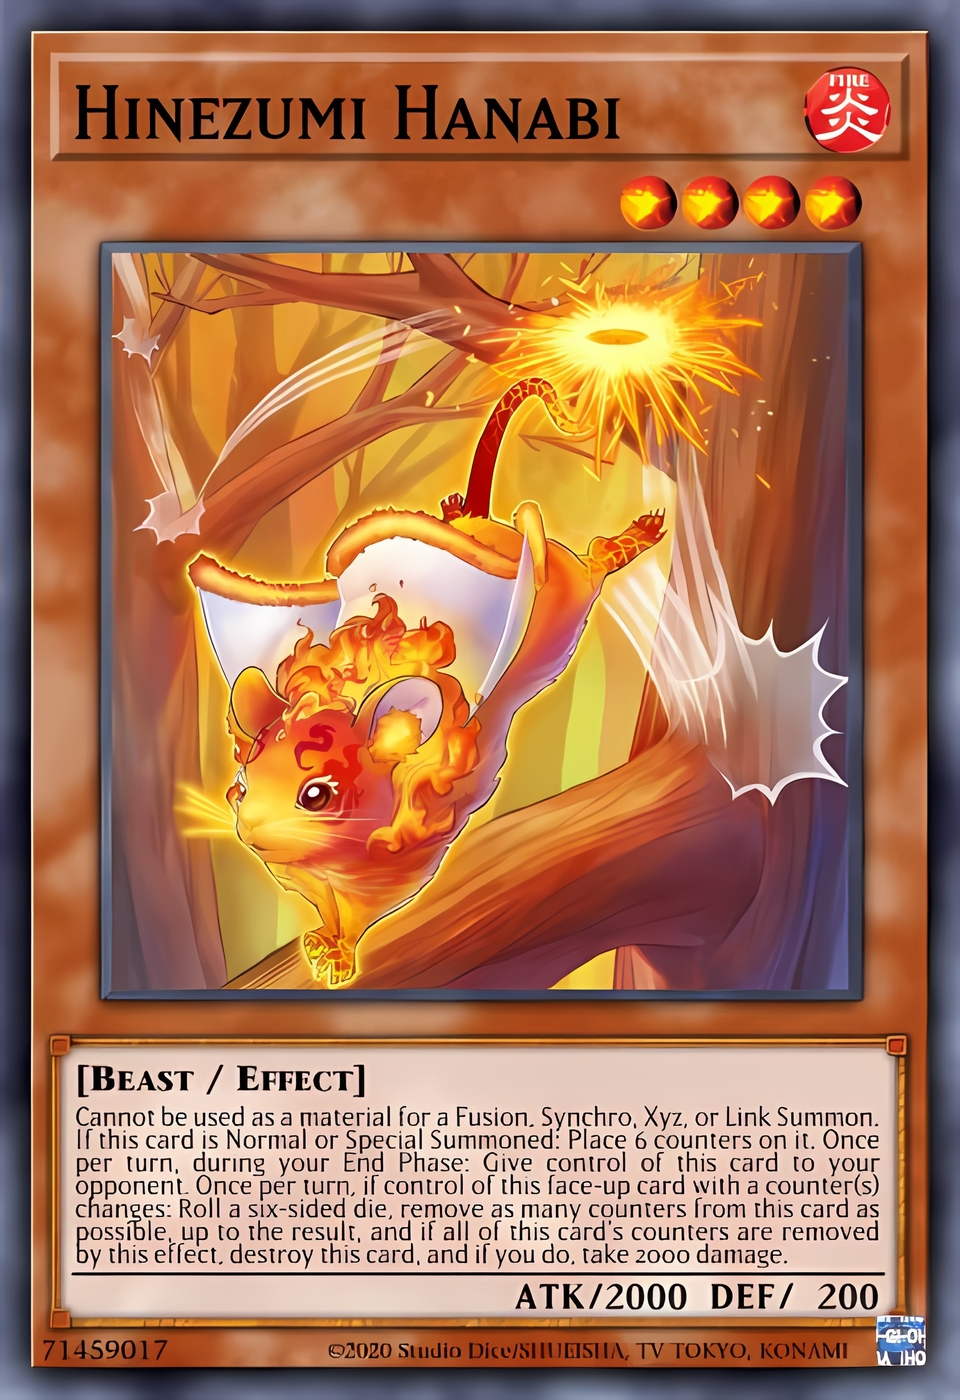 Hinezumi Hanabi
炎
[Beast / Effect]
Cannot be used as a material for a Fusion, Synchro, Xyz, or Link Summon.
If this card is Normal or Special Summoned: Place 6 counters on it. Once
per turn, during your End Phase: Give control of this card to your
opponent. Once per turn, if control of this face-up card with a counter(s)
changes: Roll a six-sided die, remove as many counters from this card as
possible, up to the result, and if all of this card's counters are removed
by this effect, destroy this card, and if you do, take 2000 damage.
ATK/2000 DEF/ 200
71459017
©2020 Studio Dice/SHUEISHA, TV TOKYO, KONAMI